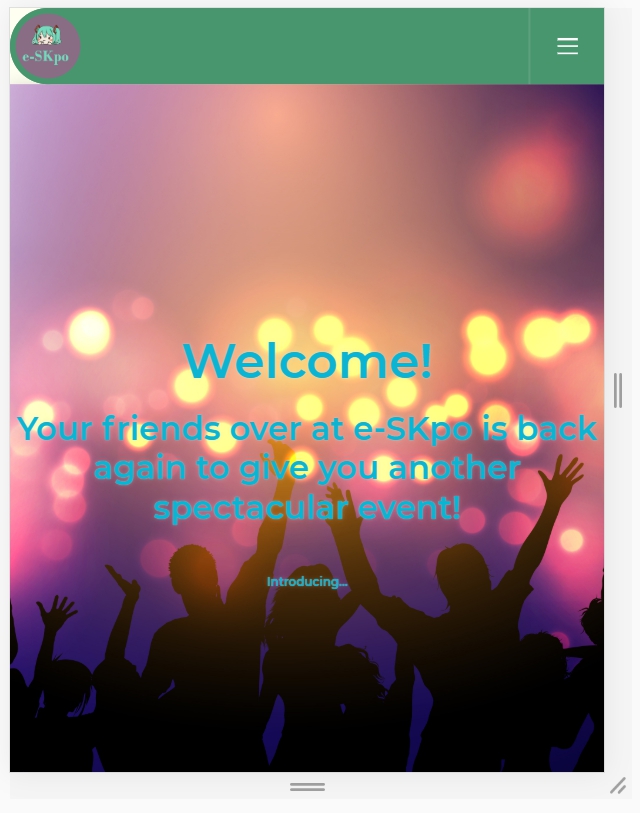 e-SKpo
Welcome!
Your friends over at e-SKpo is back
again to give you another
spectacular event!
Introducing...